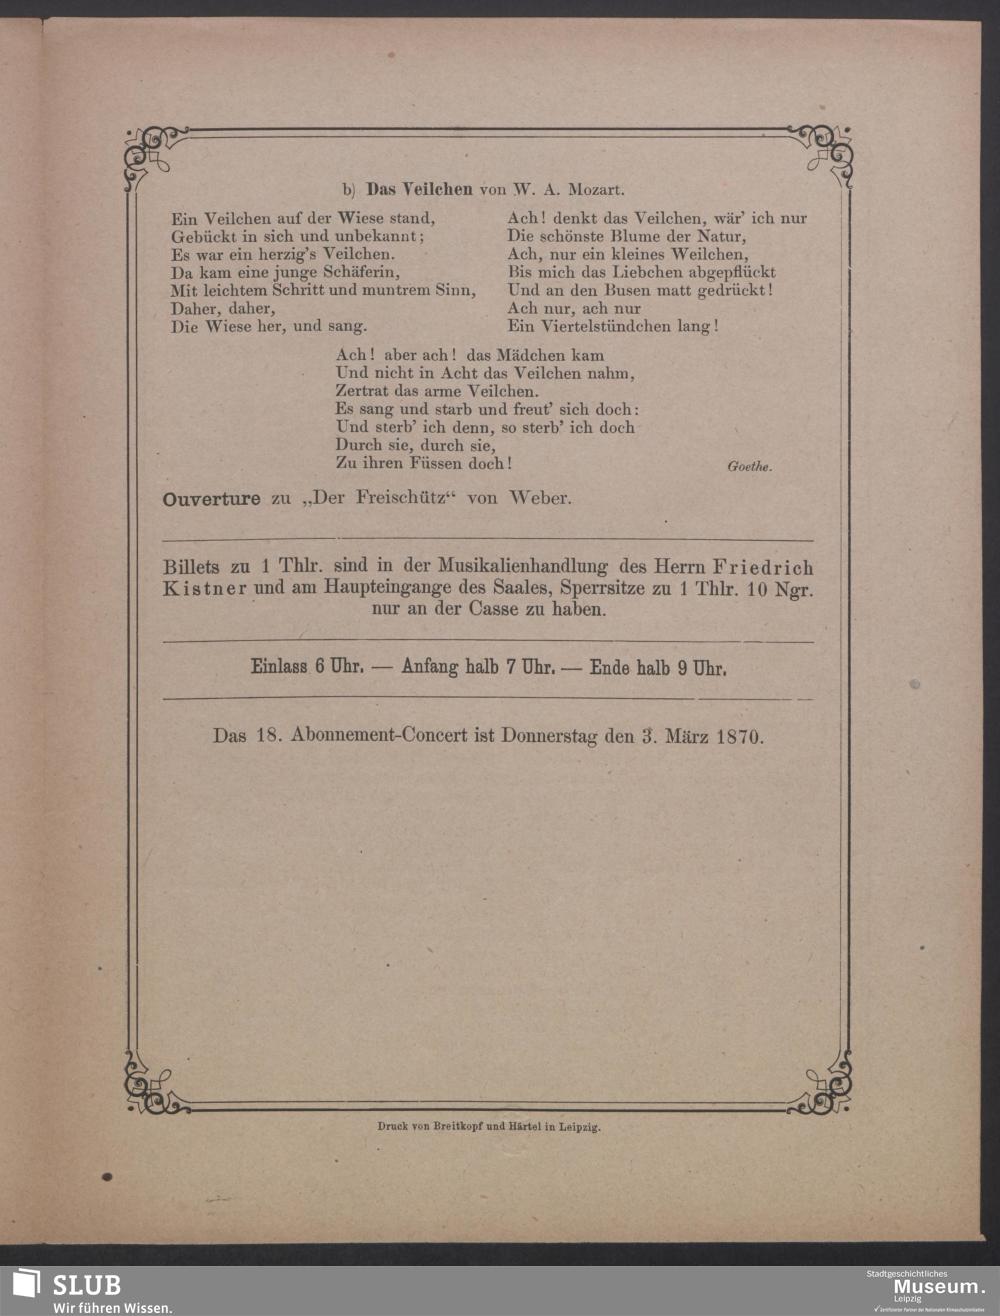 b) Das Veilchen von W. A. Mozart.
Ein Veilchen auf der Wiese stand,
Gebückt in sich und unbekannt;
Es war ein herzig's Veilchen.
Da kam eine junge Schäferin,
Mit leichtem Schritt und muntrem Sinn,
Daher, daher,
Die Wiese her, und sang.
Ach! denkt das Veilchen, wär' ich nur
Die schönste Blume der Natur,
Ach, nur ein kleines Weilchen,
Bis mich das Liebchen abgepflückt
Und an den Busen matt gedrückt!
Ach nur, ach nur
Ein Viertelstündchen lang!
Ach! aber ach! das Mädchen kam
Und nicht in Acht das Veilchen nahm,
Zertrat das arme Veilchen.
Es sang und starb und freut' sich doch:
Und sterb' ich denn, so sterb' ich doch
Durch sie, durch sie,
Zu ihren Füssen doch!
Goethe.
Ouverture zu „Der Freischütz“ von Weber.
Billets zu 1 Thlr. sind in der Musikalienhandlung des Herrn Friedrich
Kistner und am Haupteingange des Saales, Sperrsitze zu 1 Thlr. 10 Ngr.
nur an der Casse zu haben.
Einlass 6 Uhr. — Anfang halb 7 Uhr. — Ende halb 9 Uhr.
Das 18. Abonnement-Concert ist Donnerstag den 3. März 1870.
Druck von Breitkopf und Härtel in Leipzig.
SLUB
Wir führen Wissen.
Stadtgeschichtliches
Museum.
Leipzig
Zertifizierter Partner der Nationalen Klimaschutzinitiative